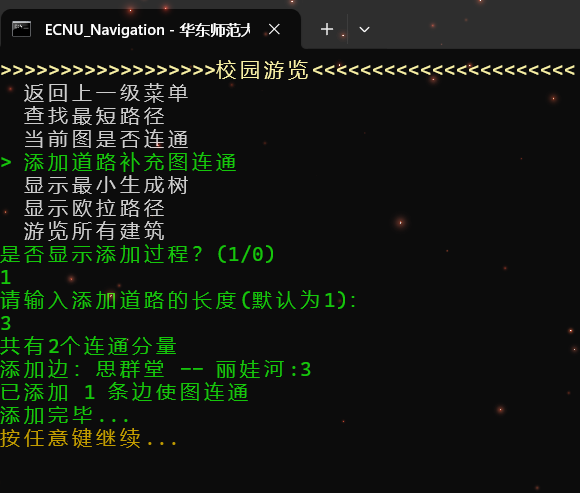 ECNU_Navigation - 华东师范大
>>>>>>>>>>>>>>>>>>校园游览<<<<<<<<<<<<<<<<<<<<<<
返回上一级菜单
查找最短路径
当前图是否连通
> 添加道路补充图连通
显示最小生成树
显示欧拉路径
游览所有建筑
是否显示添加过程? (1/0)
1
请输入添加道路的长度(默认为1):
3
共有2个连通分量
添加边: 思群堂 -- 丽娃河:3
已添加 1 条边使图连通
添加完毕...
按任意键继续...